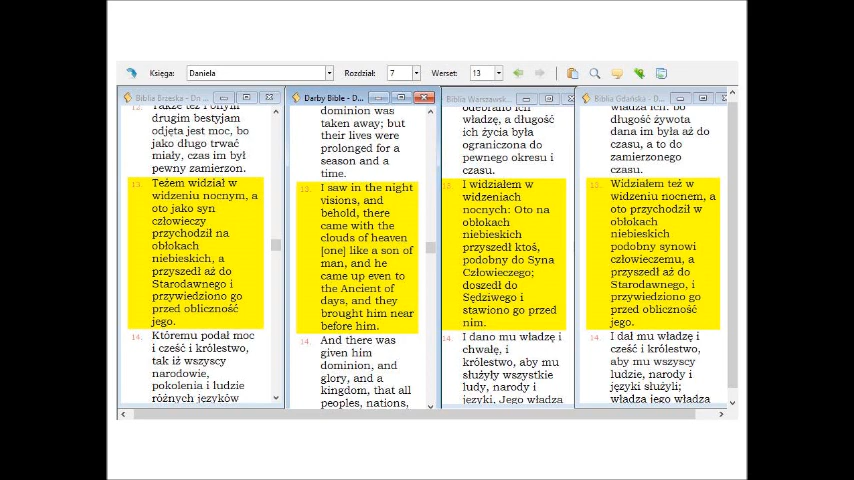 Księga:
Daniela
Rozdział:
7
Werset:
13
Biblia Brzeska - Dn ...
12.
Także też i onym
drugim bestyjam
odjęta jest moc, bo
jako długo trwać
miały, czas im był
pewny zamierzon.
13.
Teżem widział w
widzeniu nocnym, a
oto jako syn
człowieczy
przychodził na
obłokach
niebieskich, a
przyszedł aż do
Starodawnego i
przywiedziono go
przed obliczność
jego.
14.
Któremu podał moc
i cześć i królestwo,
tak iż wszyscy
narodowie,
pokolenia i ludzie
różnych języków
Darby Bible - D...
dominion was
taken away; but
their lives were
prolonged for a
season and a
time.
13.
I saw in the night
visions, and
behold, there
came with the
clouds of heaven
[one] like a son of
man, and he
came up even to
the Ancient of
days, and they
brought him near
before him.
14.
And there was
given him
dominion, and
glory, and a
kingdom, that all
peoples, nations,
Biblia Warszawsk...
odebrano ich
władzę, a długość
ich życia była
ograniczona do
pewnego okresu i
czasu.
13.
I widziałem w
widzeniach
nocnych: Oto na
obłokach
niebieskich
przyszedł ktoś,
podobny do Syna
Człowieczego;
doszedł do
Sędziwego i
stawiono go przed
nim.
14.
I dano mu władzę i
chwałę, i
królestwo, aby mu
służyły wszystkie
ludy, narody i
języki. Jego władza
Biblia Gdańska - D...
władza ich. bo
długość żywota
dana im była aż do
czasu, a to do
zamierzonego
czasu.
13.
Widziałem też w
widzeniu nocnem, a
oto przychodził w
obłokach
niebieskich
podobny synowi
człowieczemu, a
przyszedł aż do
Starodawnego, i
przywiedziono go
przed obliczność
jego.
14.
I dał mu władzę i
cześć i królestwo,
aby mu wszyscy
ludzie, narody i
języki służyli;
władza jego władza